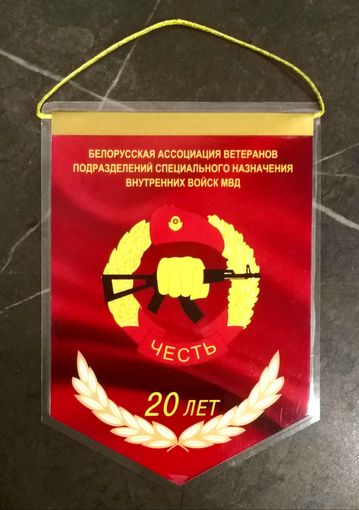 БЕЛОРУССКАЯ АССОЦИАЦИЯ ВЕТЕРАНОВ
ПОДРАЗДЕЛЕНИЙ СПЕЦИАЛЬНОГО НАЗНАЧЕНИЯ
ВНУТРЕННИХ ВОЙСК МВД
ЧЕСТЬ
20 ЛЕТ